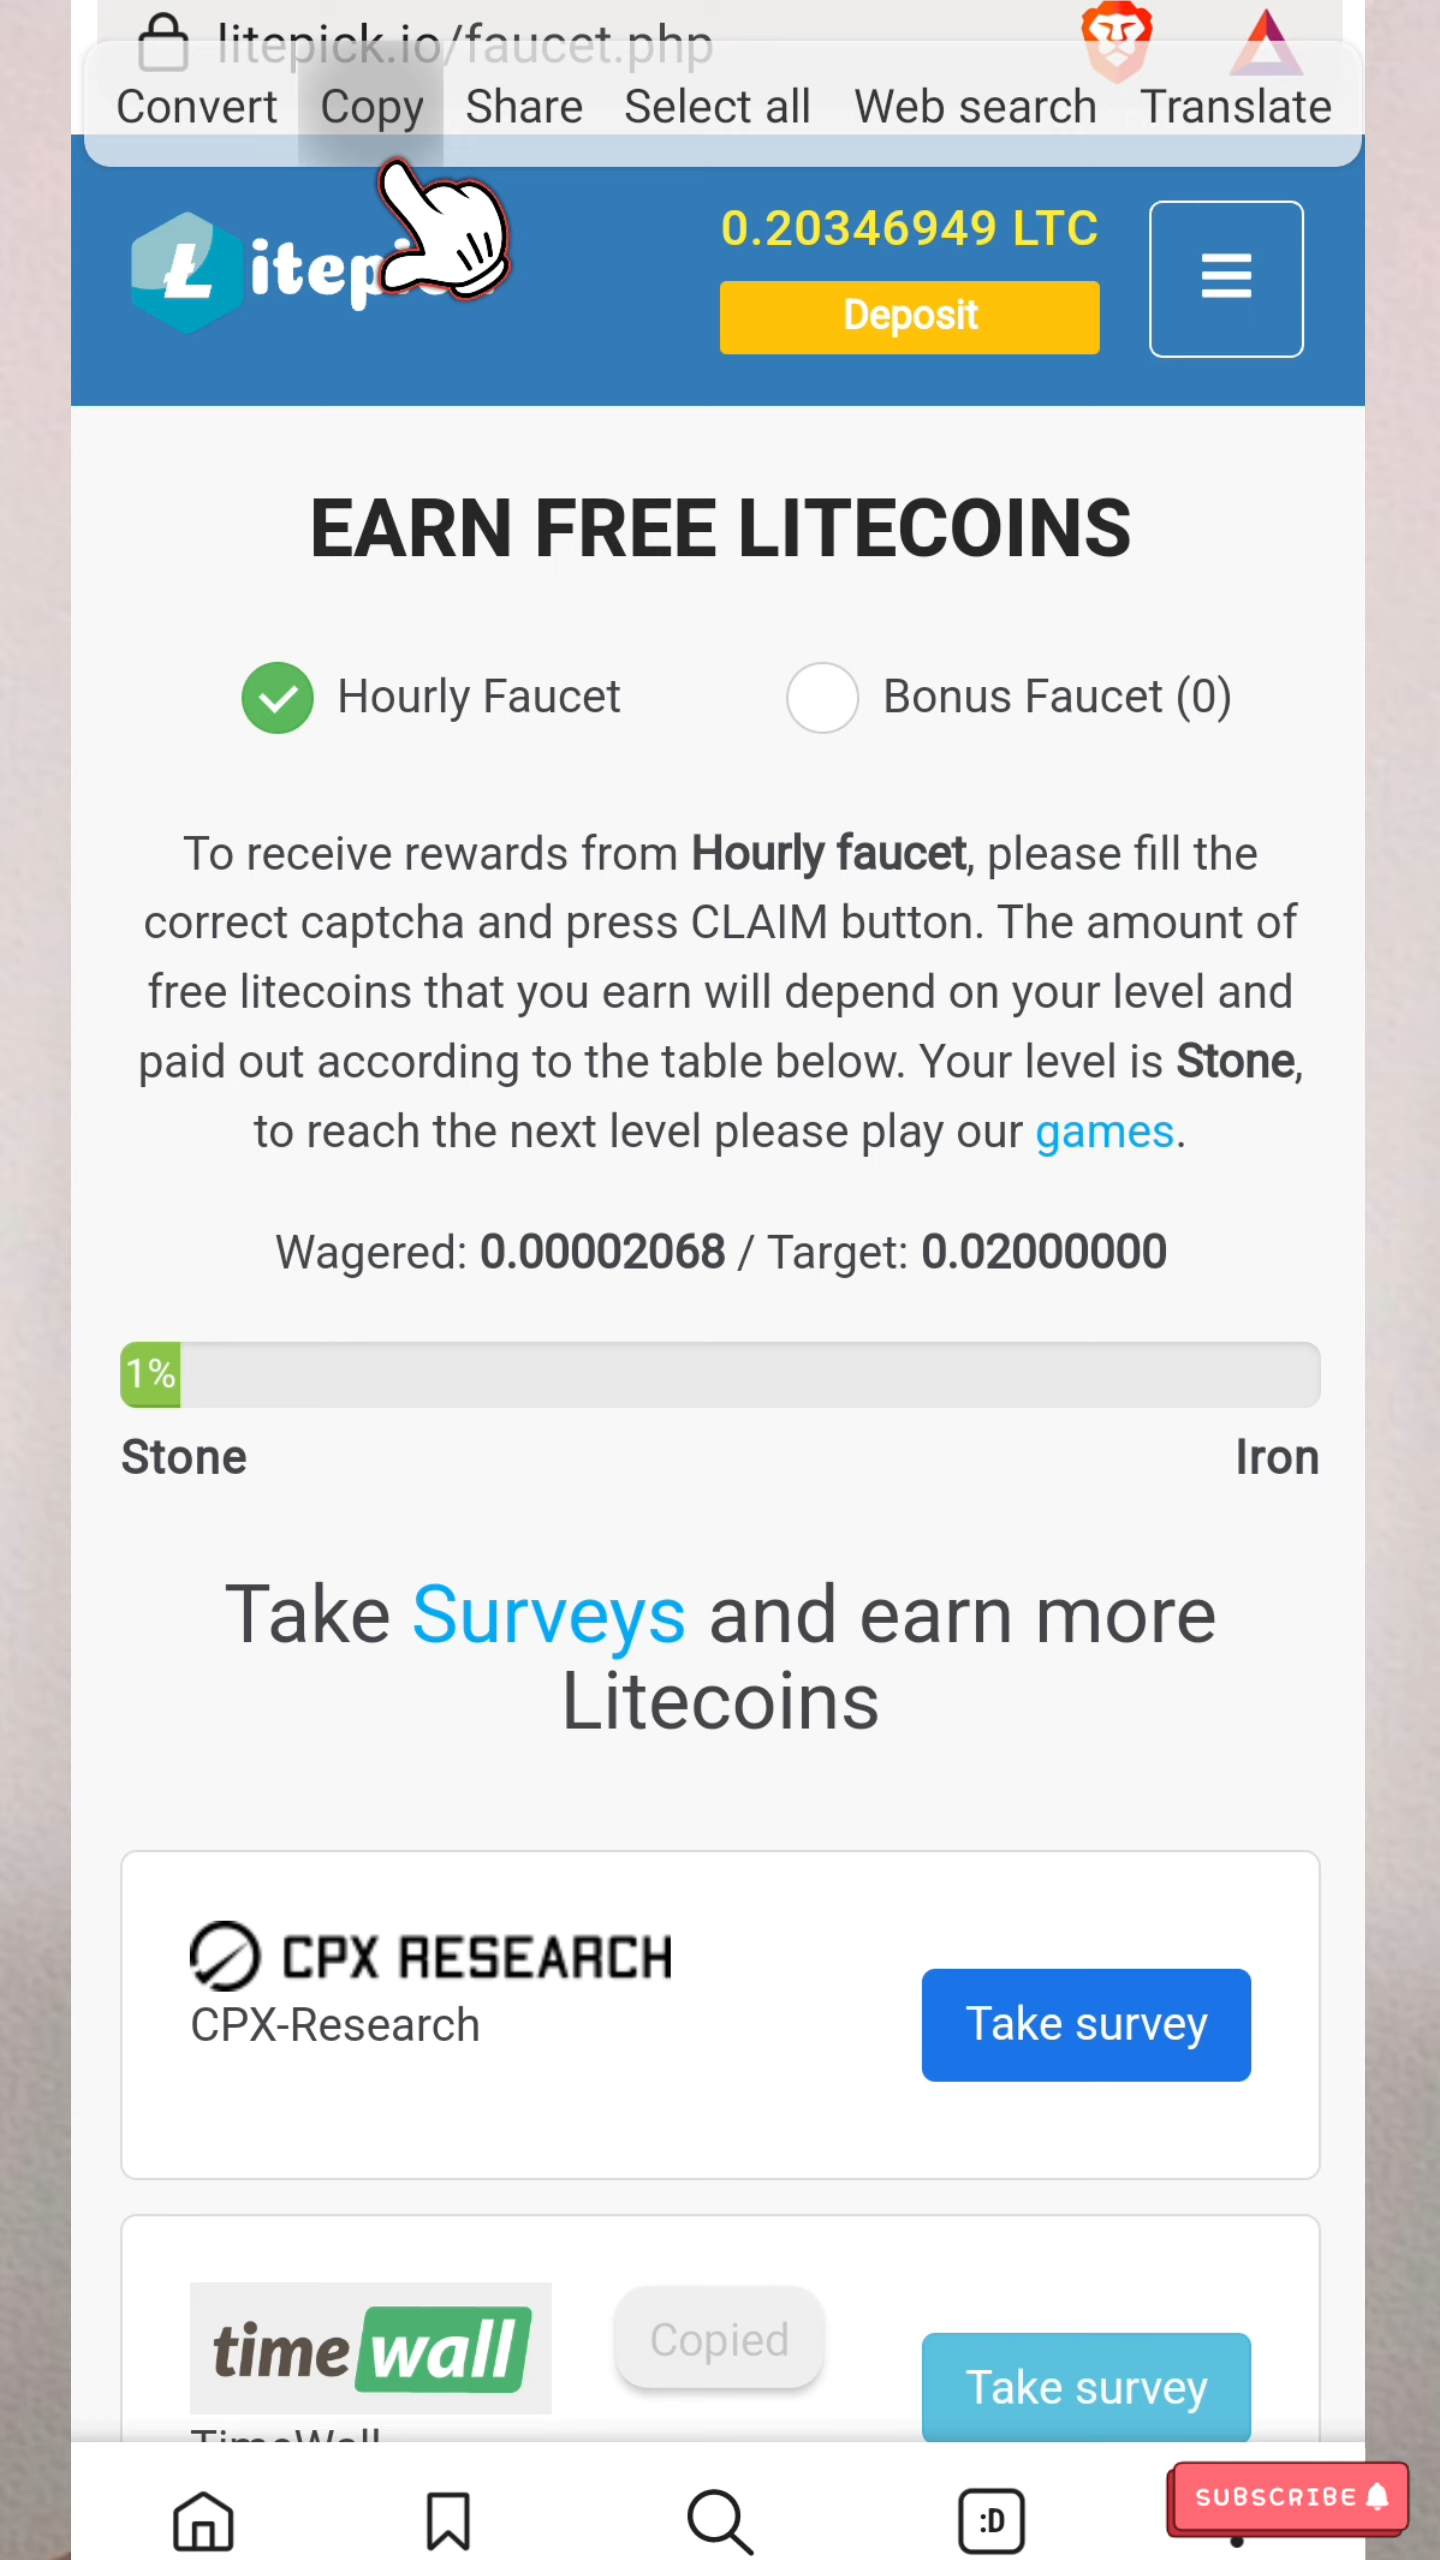 litepick.io/faucet.php
Convert Copy Share Select all Web search Translate
0.20346949 LTC
Deposit
EARN FREE LITECOINS
Hourly Faucet
Bonus Faucet (0)
To receive rewards from Hourly faucet, please fill the
correct captcha and press CLAIM button. The amount of
free litecoins that you earn will depend on your level and
paid out according to the table below. Your level is Stone,
to reach the next level please play our games.
Wagered: 0.00002068 / Target: 0.02000000
1%
Stone
Iron
Take Surveys and earn more
Litecoins
CPX RESEARCH
CPX-Research
Take survey
timewall
Copied
Take survey
TimeWall
:D
SUBSCRIBE